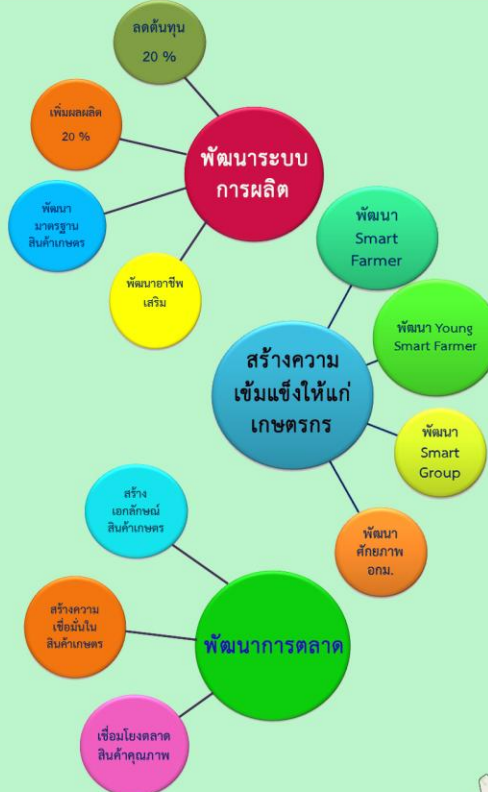 ลดต้นทุน
20 %
เพิ่มผลผลิต
20 %
พัฒนาระบบ
การผลิต
พัฒนา
มาตรฐาน
สินค้าเกษตร
พัฒนาอาชีพ
เสริม
พัฒนา
Smart
Farmer
พัฒนา Young
Smart Farmer
สร้างความ
เข้มแข็งให้แก่
เกษตรกร
พัฒนา
Smart
Group
พัฒนา
ศักยภาพ
อกม.
สร้าง
เอกลักษณ์
สินค้าเกษตร
สร้างความ
เชื่อมั่นใน
สินค้าเกษตร
พัฒนาการตลาด
เชื่อมโยงตลาด
สินค้าคุณภาพ